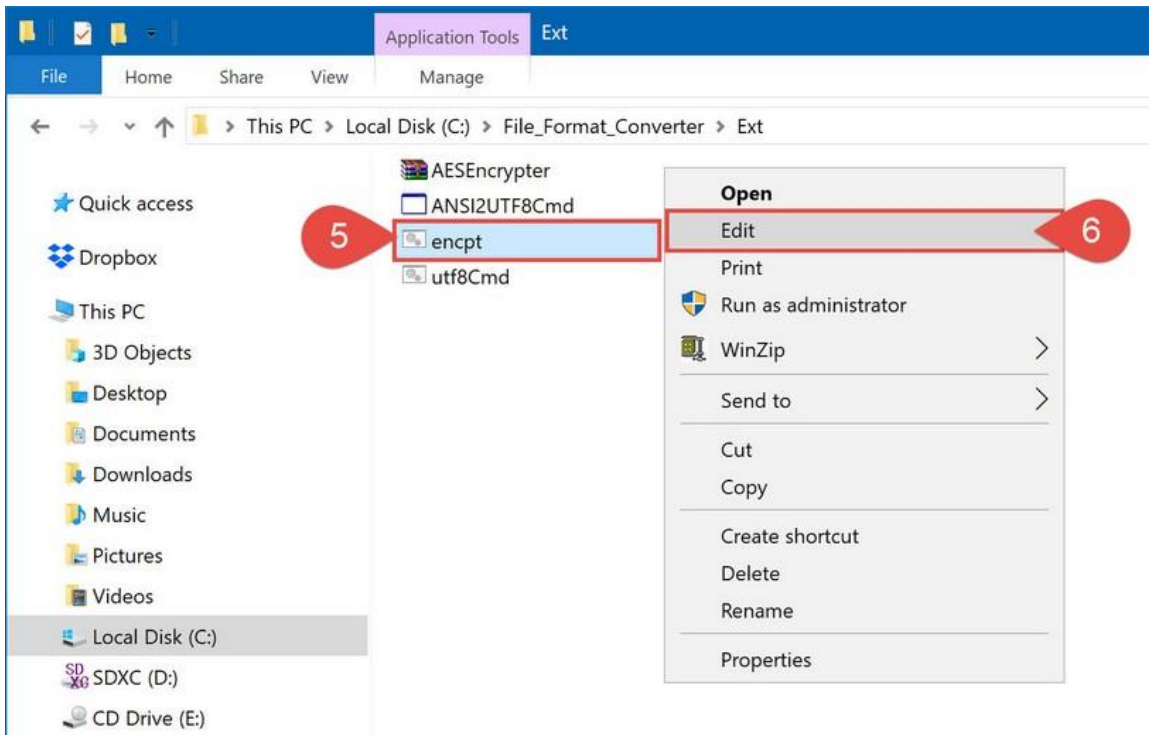 Application Tools
Ext
File
Home
Share
View
Manage
This PC > Local Disk (C:) > File_Format_Converter > Ext
Quick access
Dropbox
This PC
3D Objects
Desktop
Documents
Downloads
Music
Pictures
Videos
Local Disk (C:)
SD
XC
SDXC (D:)
CD Drive (E:)
AESEncrypter
ANSI2UTF8Cmd
5
encpt
utf8Cmd
Open
Edit
6
Print
Run as administrator
WinZip
Send to
Cut
Copy
Create shortcut
Delete
Rename
Properties